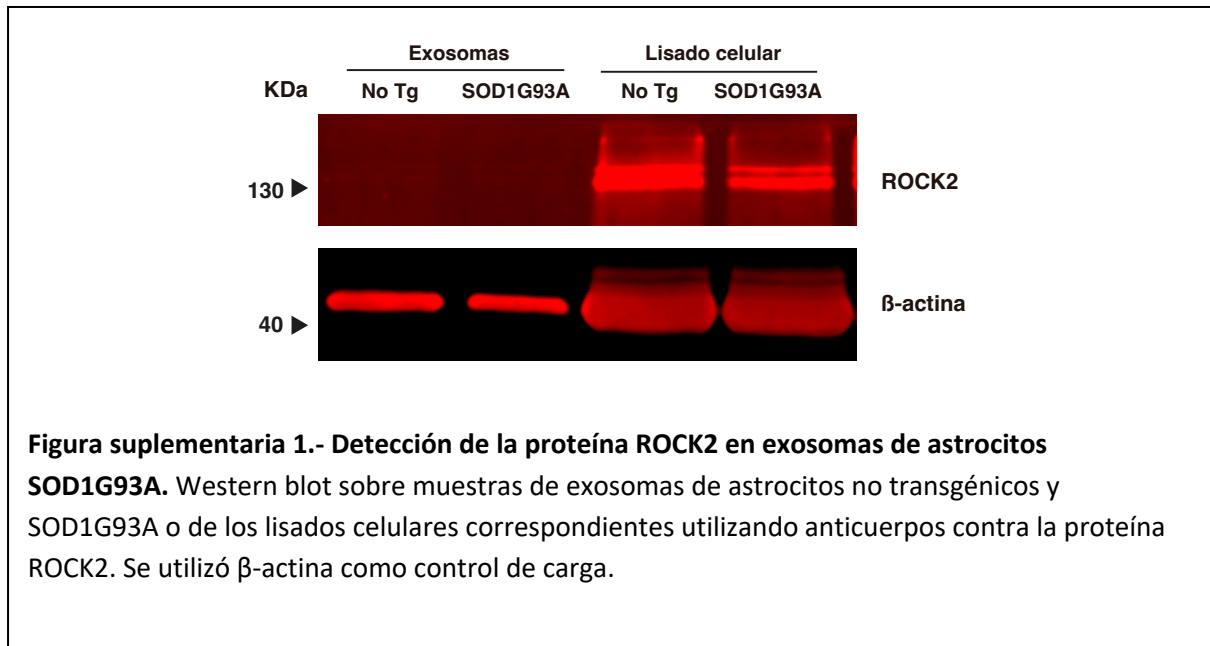 Exosomas Lisado celular
KDa No Tg SOD1G93A No Tg SOD1G93A
130 ROCK2
40 ß-actina
Figura suplementaria 1.- Detección de la proteína ROCK2 en exosomas de astrocitos
SOD1G93A. Western blot sobre muestras de exosomas de astrocitos no transgénicos y
SOD1G93A o de los lisados celulares correspondientes utilizando anticuerpos contra la proteína
ROCK2. Se utilizó β-actina como control de carga.